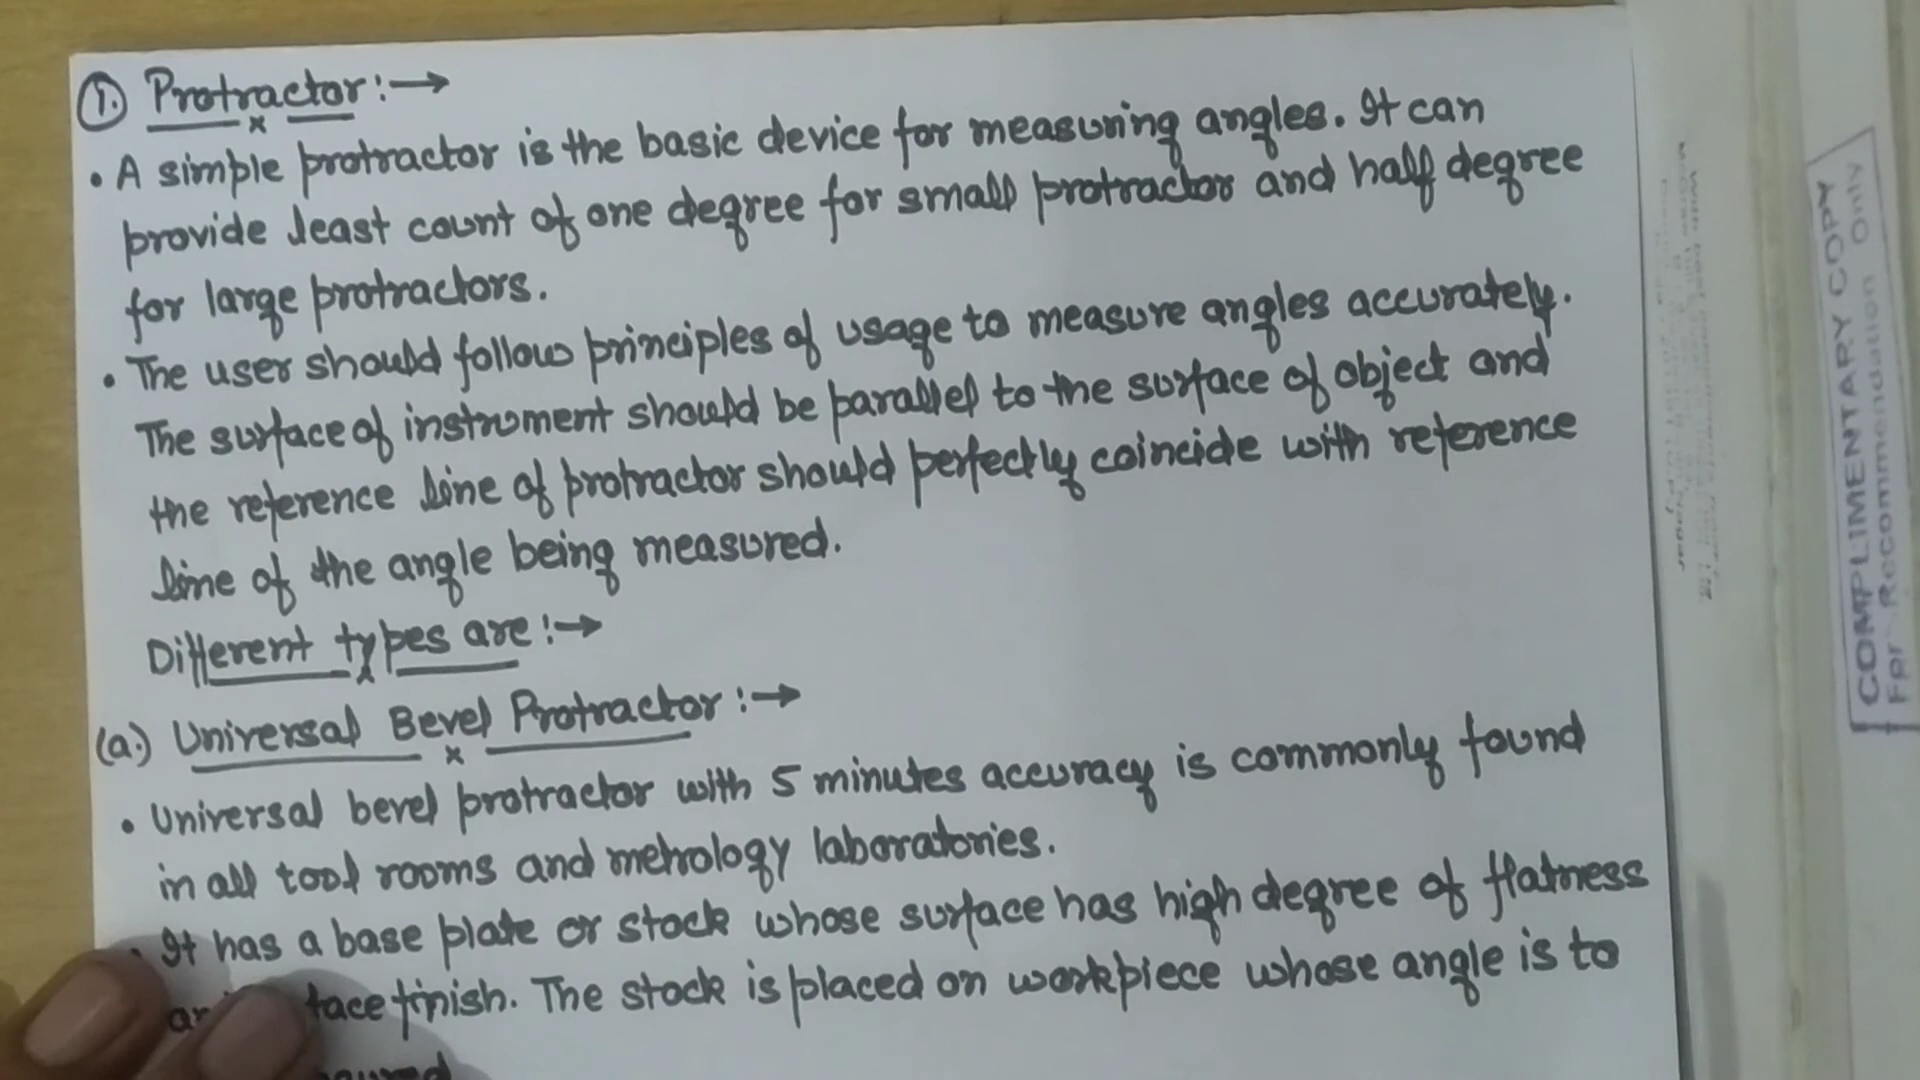 ①. Protractor:→
• A simple protractor is the basic device for measuring angles. It can
provide least count of one degree for small protractor and half degree
for large protractors.
• The user should follow principles of usage to measure angles accurately.
The surface of instrument should be parallel to the surface of object and
the reference line of protractor should perfectly coincide with reference
line of the angle being measured.
Different types are:→
(a.) Universal Bevel Protractor:→
• Universal bevel protractor with 5 minutes accuracy is commonly found
in all tool rooms and metrology laboratories.
• It has a base plate or stock whose surface has high degree of flatness
finish. The stock is placed on workpiece whose angle is to
COMPLIMENTARY COPY
For Recommendation Only